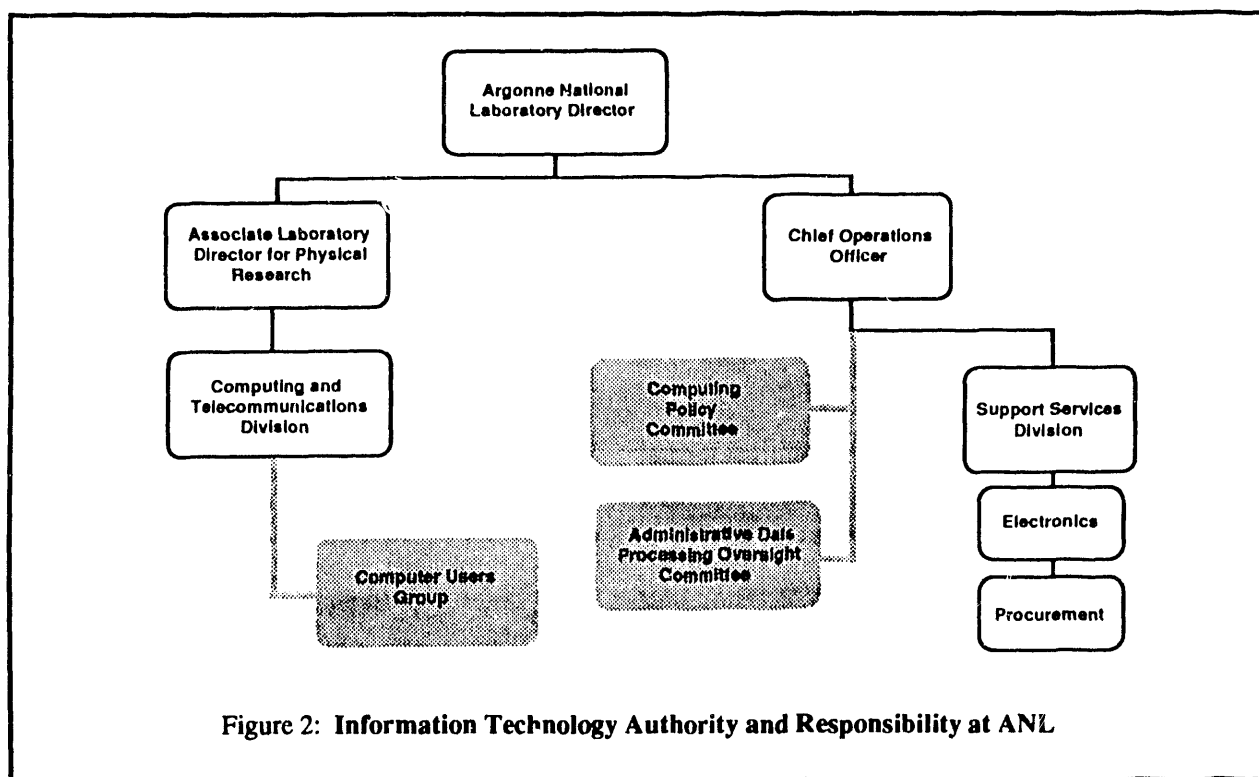 Argonne National
Laboratory Director
Associate Laboratory
Director for Physical
Research
Chief Operations
Officer
Computing and
Telecommunications
Division
Computing
Policy
Committee
Support Services
Division
Electronics
Administrative Data
Processing Oversight
Committee
Computer Users
Group
Procurement
Figure 2: Information Technology Authority and Responsibility at ANL